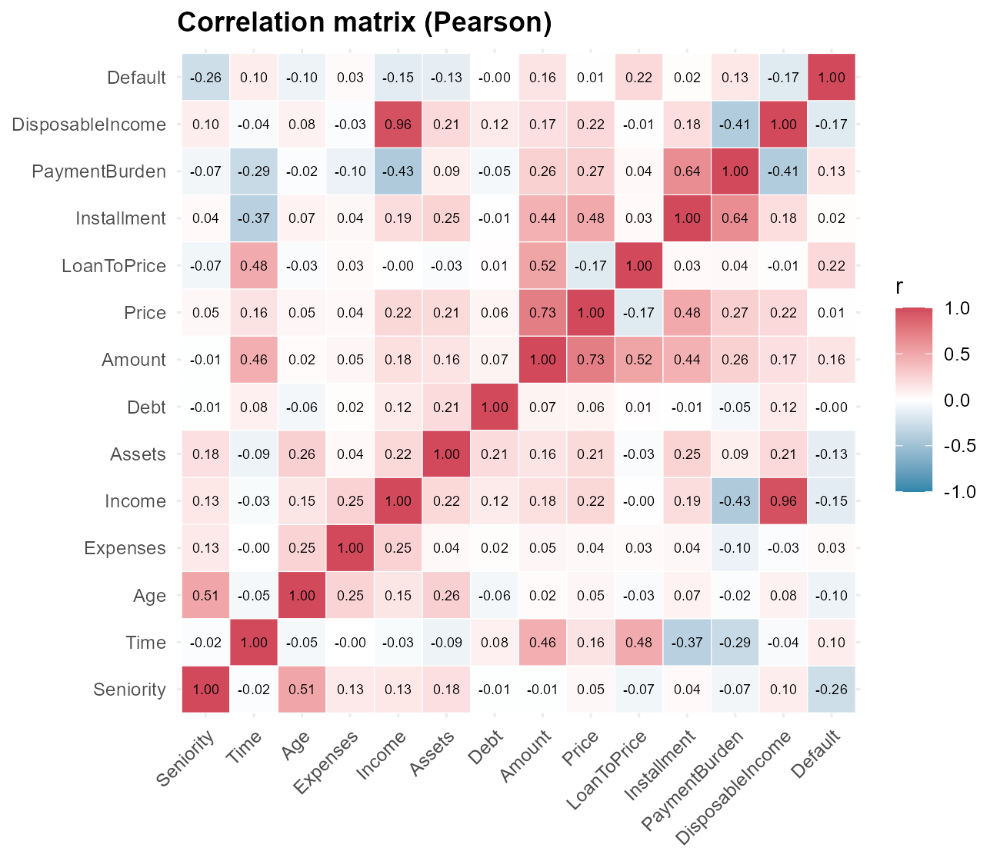 Correlation matrix (Pearson)
Default -0.26 0.10 -0.10 0.03 -0.15 -0.13 -0.00 0.16 0.01 0.22 0.02 0.13 -0.17 1.00
DisposableIncome 0.10 -0.04 0.08 -0.03 0.96 0.21 0.12 0.17 0.22 -0.01 0.18 -0.41 1.00 -0.17
PaymentBurden -0.07 -0.29 -0.02 -0.10 -0.43 0.09 -0.05 0.26 0.27 0.04 0.64 1.00 -0.41 0.13
Installment 0.04 -0.37 0.07 0.04 0.19 0.25 -0.01 0.44 0.48 0.03 1.00 0.64 0.18 0.02
LoanToPrice -0.07 0.48 -0.03 0.03 -0.00 -0.03 0.01 0.52 -0.17 1.00 0.03 0.04 -0.01 0.22
Price 0.05 0.16 0.05 0.04 0.22 0.21 0.06 0.73 1.00 -0.17 0.48 0.27 0.22 0.01
Amount -0.01 0.46 0.02 0.05 0.18 0.16 0.07 1.00 0.73 0.52 0.44 0.26 0.17 0.16
Debt -0.01 0.08 -0.06 0.02 0.12 0.21 1.00 0.07 0.06 0.01 -0.01 -0.05 0.12 -0.00
Assets 0.18 -0.09 0.26 0.04 0.22 1.00 0.21 0.16 0.21 -0.03 0.25 0.09 0.21 -0.13
Income 0.13 -0.03 0.15 0.25 1.00 0.22 0.12 0.18 0.22 -0.00 0.19 -0.43 0.96 -0.15
Expenses 0.13 -0.00 0.25 1.00 0.25 0.04 0.02 0.05 0.04 0.03 0.04 -0.10 -0.03 0.03
Age 0.51 -0.05 1.00 0.25 0.15 0.26 -0.06 0.02 0.05 -0.03 0.07 -0.02 0.08 -0.10
Time -0.02 1.00 -0.05 -0.00 -0.03 -0.09 0.08 0.46 0.16 0.48 -0.37 -0.29 -0.04 0.10
Seniority 1.00 -0.02 0.51 0.13 0.13 0.18 -0.01 -0.01 0.05 -0.07 0.04 -0.07 0.10 -0.26
Seniority Time Age Expenses Income Assets Debt Amount Price LoanToPrice Installment PaymentBurden DisposableIncome Default
r
1.0
0.5
0.0
-0.5
-1.0